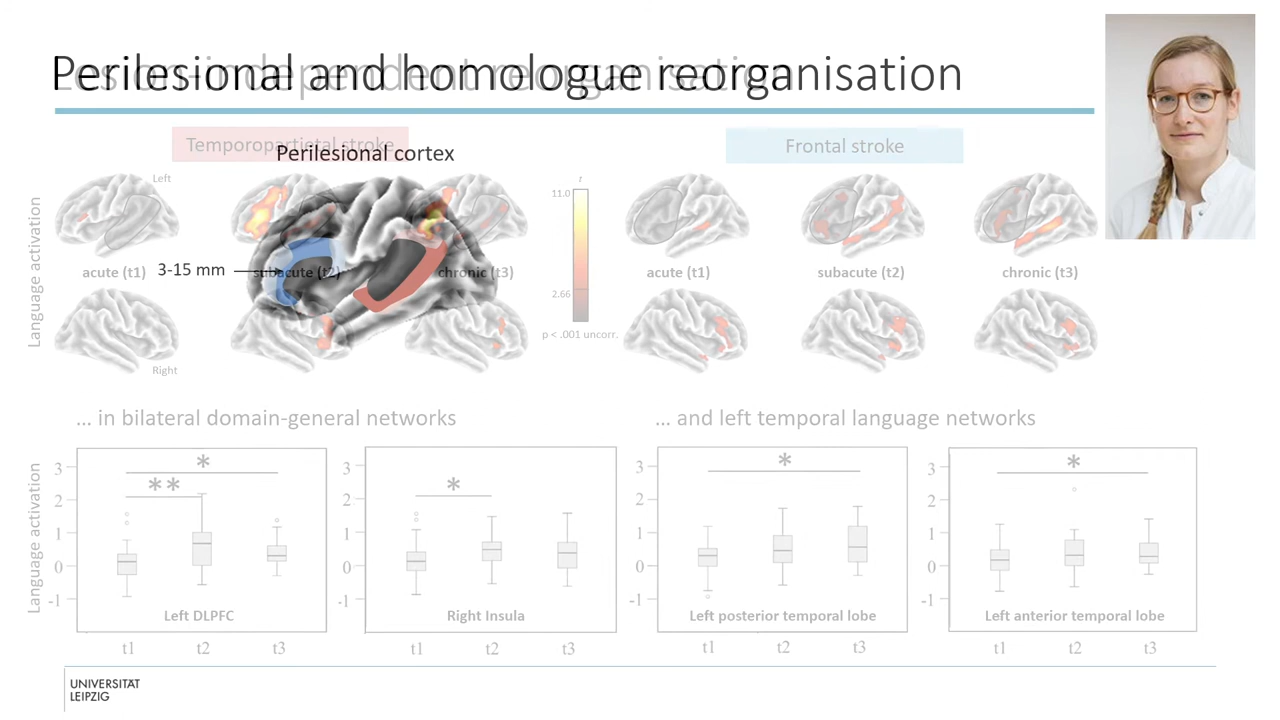 Perilesional and homologue reorganisation
Lesion-independent reorganisation
Temporoparietal stroke
Perilesional cortex
Frontal stroke
Language activation
Left
t
11.0
2.66
p < .001 uncorr.
3-15 mm
acute (t1)
subacute (t2)
chronic (t3)
acute (t1)
subacute (t2)
chronic (t3)
Right
... in bilateral domain-general networks
... and left temporal language networks
Language activation
3
2
1
0
-1
*
**
Left DLPFC
t1 t2 t3
3
2
1
0
-1
*
Right Insula
t1 t2 t3
3
2
1
0
-1
*
Left posterior temporal lobe
t1 t2 t3
3
2
1
0
-1
*
Left anterior temporal lobe
t1 t2 t3
UNIVERSITÄT
LEIPZIG